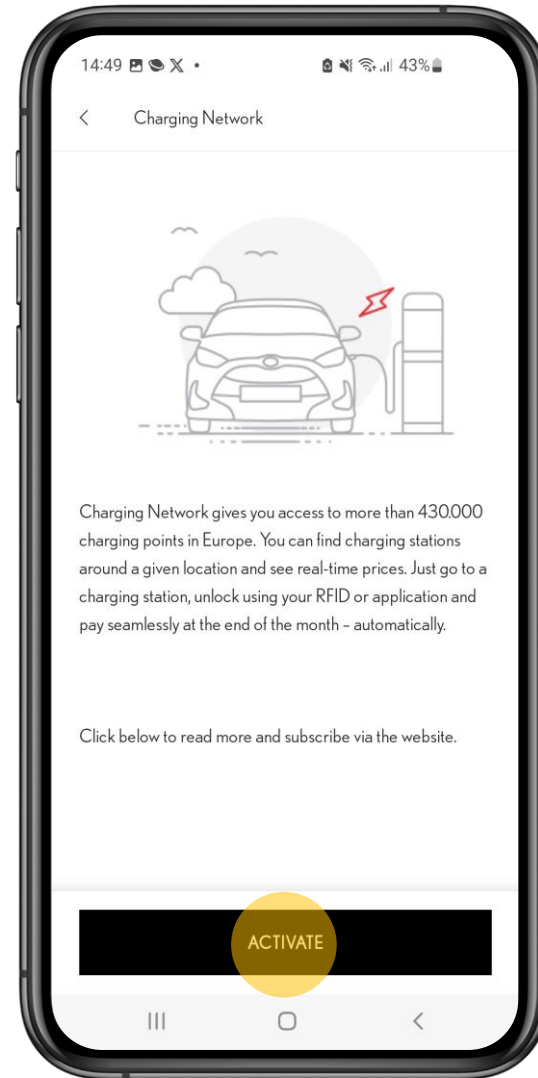 14:49 43%
Charging Network
Charging Network gives you access to more than 430.000
charging points in Europe. You can find charging stations
around a given location and see real-time prices. Just go to a
charging station, unlock using your RFID or application and
pay seamlessly at the end of the month – automatically.
Click below to read more and subscribe via the website.
ACTIVATE